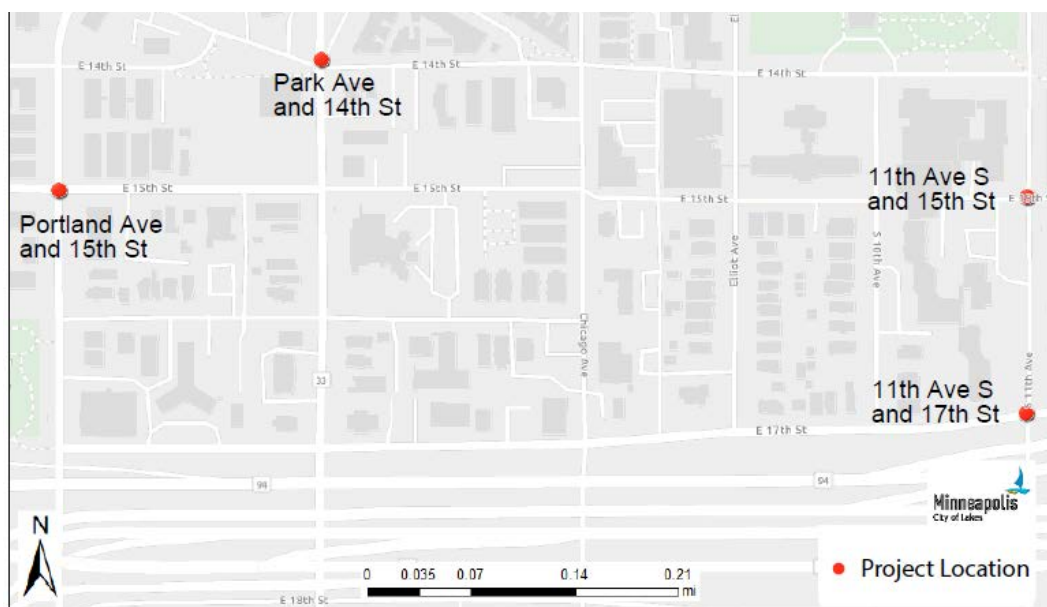 E 14th St
E 14th St
E 14th St
Park Ave
and 14th St
E 15th St
E 15th St
E 15th St
11th Ave S
and 15th St
Portland Ave
and 15th St
Elliot Ave
S 10th Ave
Chicago Ave
33
S 11th Ave
11th Ave S
and 17th St
E 17th St
94
94
Minneapolis
City of Lakes
N
0 0.035 0.07 0.14 0.21
mi
Project Location
E 18th St